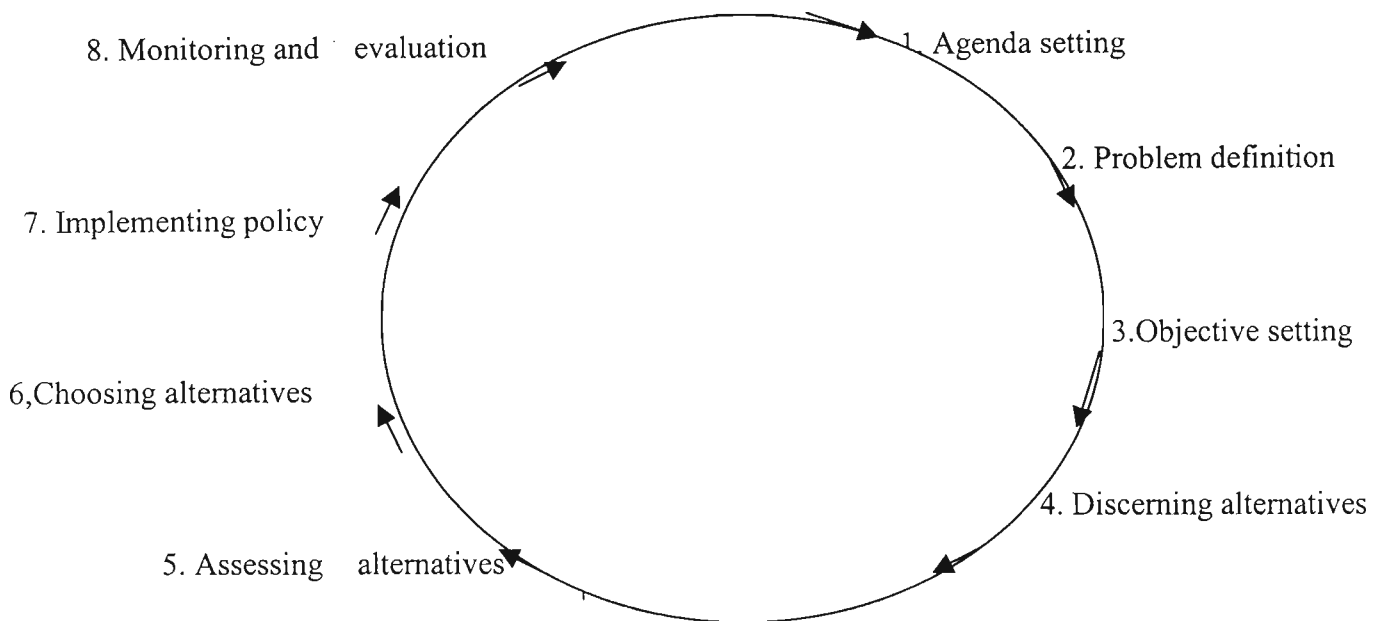 1. Agenda setting
2. Problem definition
3.Objective setting
4. Discerning alternatives
5. Assessing alternatives
6,Choosing alternatives
7. Implementing policy
8. Monitoring and evaluation